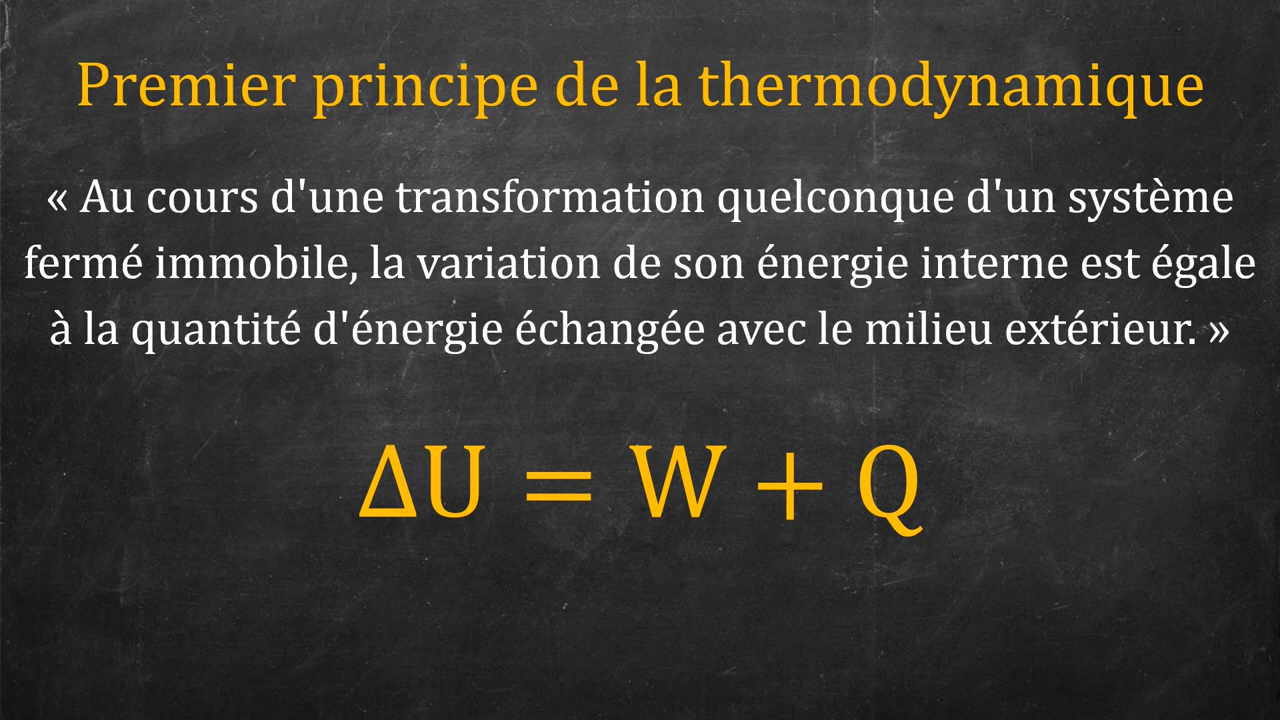 Premier principe de la thermodynamique
« Au cours d'une transformation quelconque d'un système
fermé immobile, la variation de son énergie interne est égale
à la quantité d'énergie échangée avec le milieu extérieur. »
ΔU = W + Q